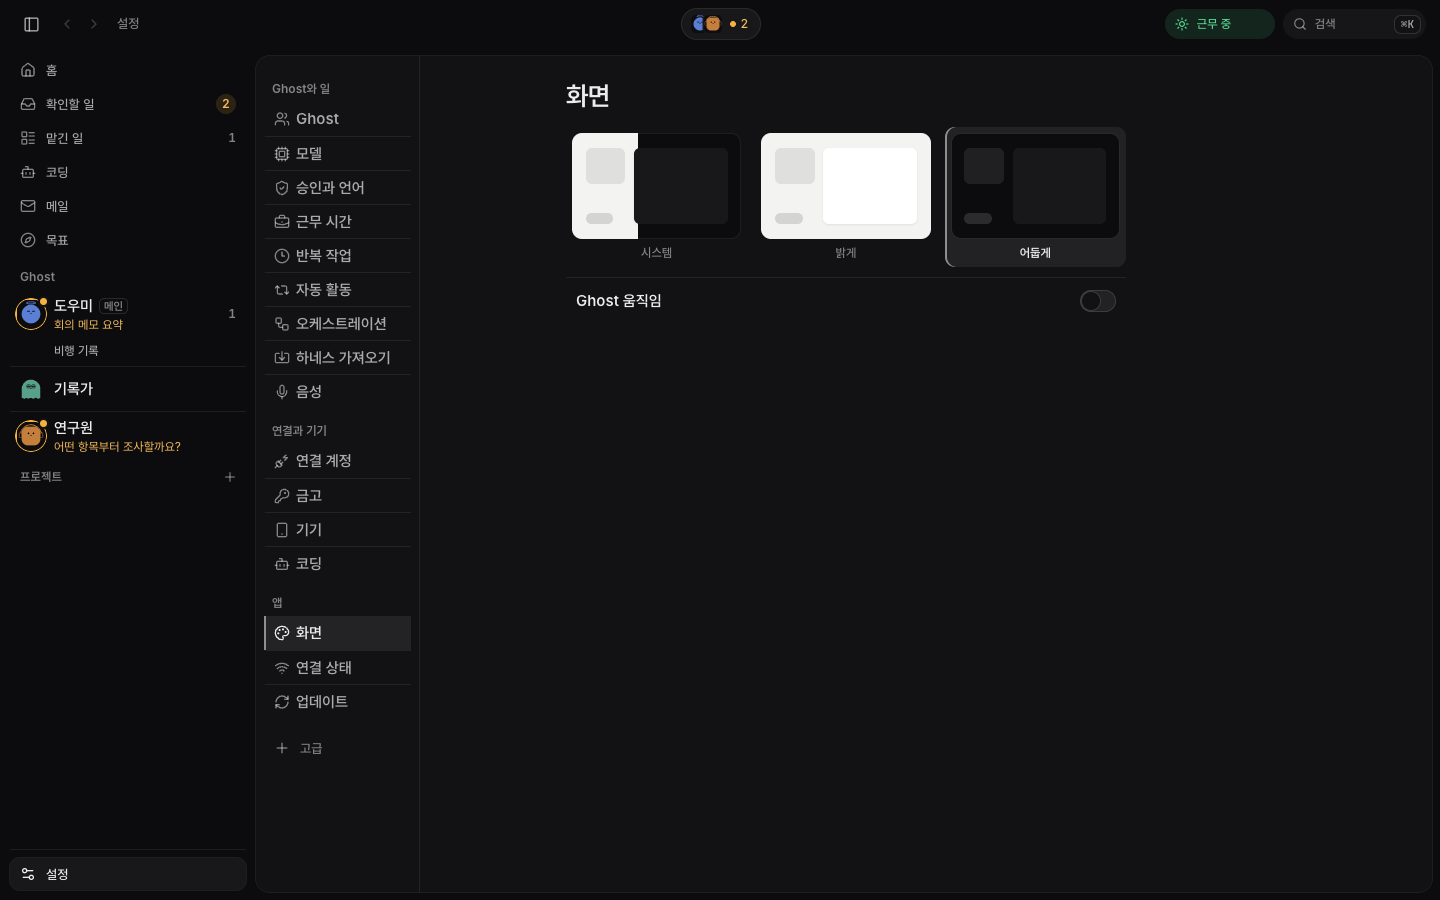 설정
2
근무 중
검색
⌘K
홈
확인할 일
2
맡긴 일
1
코딩
메일
목표
Ghost
도우미
메인
회의 메모 요약
1
비행 기록
기록가
연구원
어떤 항목부터 조사할까요?
프로젝트
설정
Ghost와 일
Ghost
모델
승인과 언어
근무 시간
반복 작업
자동 활동
오케스트레이션
하네스 가져오기
음성
연결과 기기
연결 계정
금고
기기
코딩
앱
화면
연결 상태
업데이트
고급
화면
시스템
밝게
어둡게
Ghost 움직임